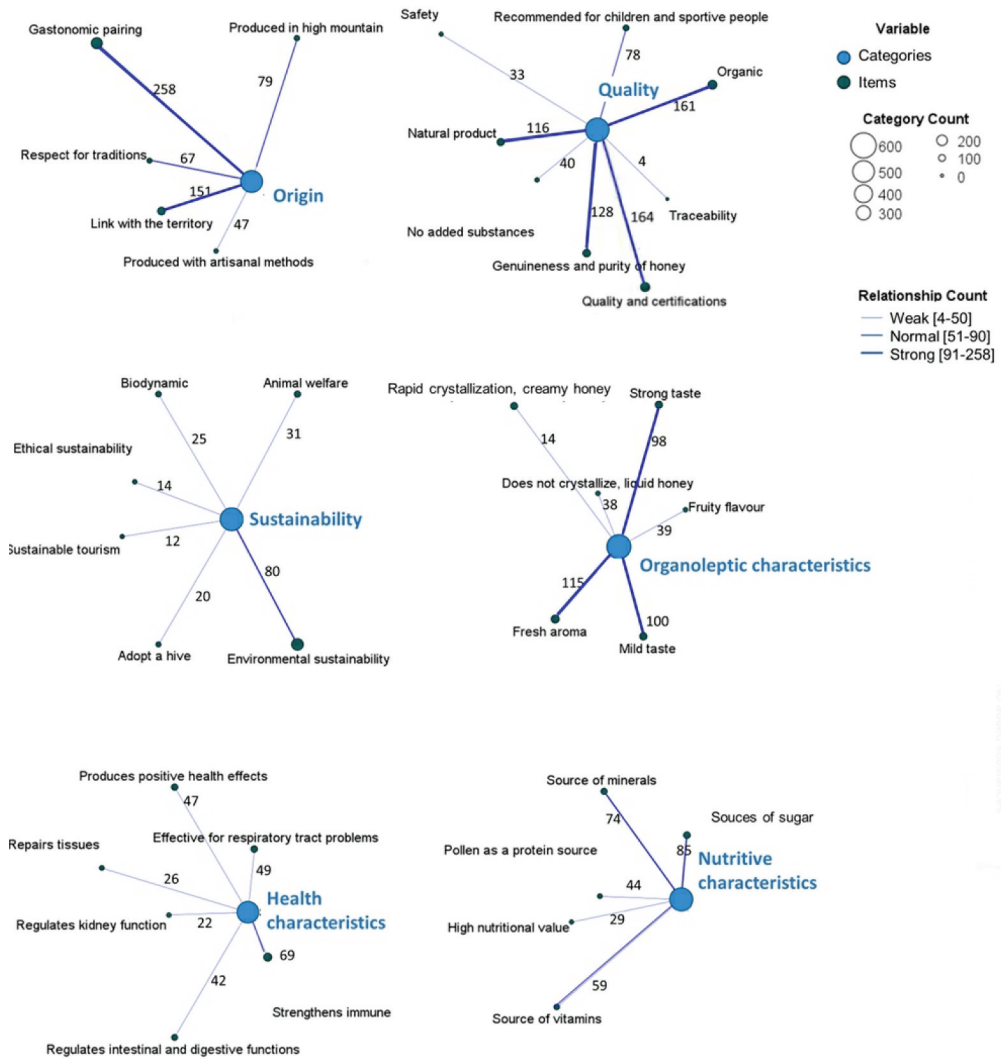 Gastonomic pairing
Produced in high mountain
258
79
Respect for traditions
67
151
Origin
Link with the territory
47
Produced with artisanal methods
Safety
Recommended for children and sportive people
78
33
Organic
Quality
161
Natural product
116
40
4
128
164
Traceability
No added substances
Genuineness and purity of honey
Quality and certifications
Variable
Categories
Items
Category Count
600
500
400
300
200
100
0
Relationship Count
Weak [4-50]
Normal [51-90]
Strong [91-258]
Biodynamic
Animal welfare
25
31
Ethical sustainability
14
Sustainability
12
Sustainable tourism
80
20
Adopt a hive
Environmental sustainability
Rapid crystallization, creamy honey
Strong taste
14
98
Does not crystallize, liquid honey
38
Fruity flavour
39
Organoleptic characteristics
115
100
Fresh aroma
Mild taste
Produces positive health effects
47
Effective for respiratory tract problems
Repairs tissues
49
26
Health
characteristics
Regulates kidney function
22
69
42
Strengthens immune
Regulates intestinal and digestive functions
Source of minerals
74
Souces of sugar
85
Pollen as a protein source
Nutritive
characteristics
44
High nutritional value
29
59
Source of vitamins